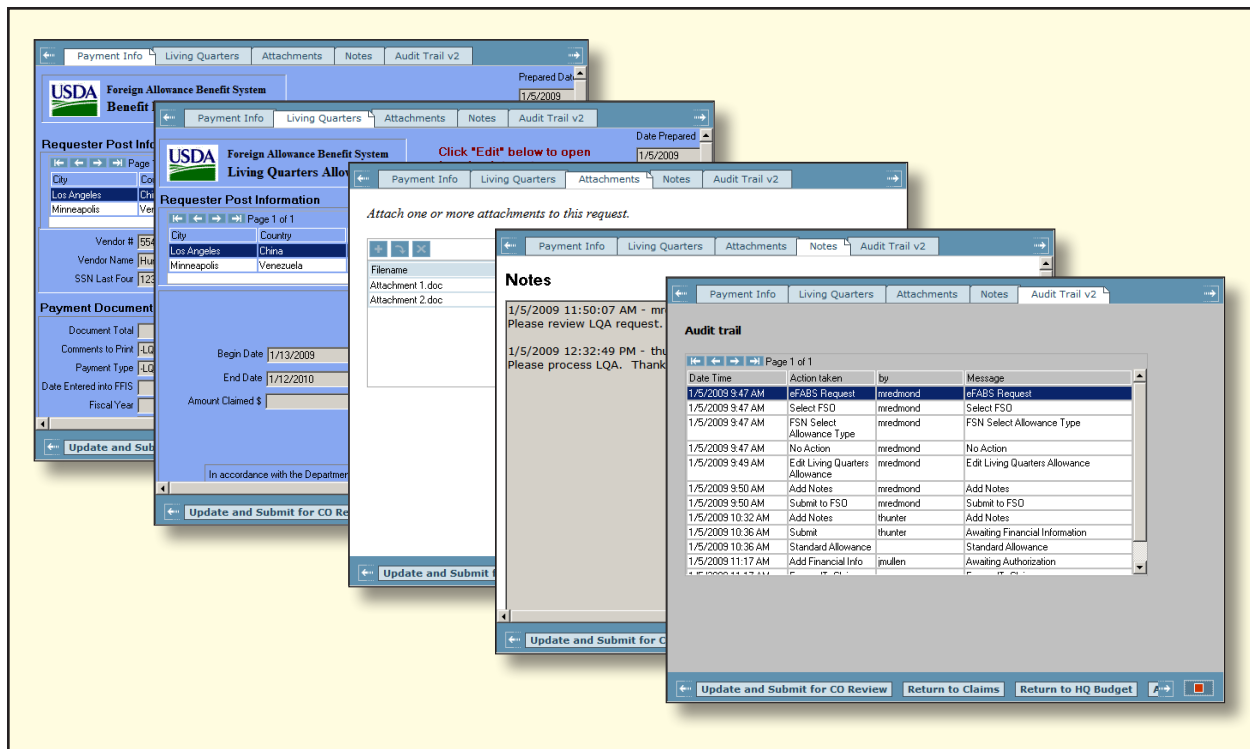 Payment Info Living Quarters Attachments Notes Audit Trail v2
USDA Foreign Allowance Benefit System
Benefit
Prepared Date
1/5/2009
Requester Post Info
Page
City
Los Angeles
Minneapolis
Vendor # 554
Vendor Name
SSN Last Four 123
Payment Document
Document Total
Comments to Print -LQ
Payment Type -LQ
Date Entered into FFIS
Fiscal Year
Update and Sub
Payment Info Living Quarters Attachments Notes Audit Trail v2
USDA Foreign Allowance Benefit System
Living Quarters Allow
Click "Edit" below to open
Date Prepared
1/5/2009
Requester Post Information
Page 1 of 1
City Country
Los Angeles China
Minneapolis Venezuela
Begin Date 1/13/2009
End Date 1/12/2010
Amount Claimed $
In accordance with the Departmen
Update and Submit for CO Re
Payment Info Living Quarters Attachments Notes Audit Trail v2
Attach one or more attachments to this request.
Filename
Attachment 1.doc
Attachment 2.doc
Update and Submit f
Payment Info Living Quarters Attachments Notes Audit Trail v2
Notes
1/5/2009 11:50:07 AM - mr
Please review LQA request.
1/5/2009 12:32:49 PM - thu
Please process LQA. Thank
Update and Submit for C
Payment Info Living Quarters Attachments Notes Audit Trail v2
Audit trail
Page 1 of 1
Date Time Action taken by Message
1/5/2009 9:47 AM eFABS Request mredmond eFABS Request
1/5/2009 9:47 AM Select FSO mredmond Select FSO
1/5/2009 9:47 AM FSN Select Allowance Type mredmond FSN Select Allowance Type
1/5/2009 9:47 AM No Action mredmond No Action
1/5/2009 9:49 AM Edit Living Quarters Allowance mredmond Edit Living Quarters Allowance
1/5/2009 9:50 AM Add Notes mredmond Add Notes
1/5/2009 9:50 AM Submit to FSO mredmond Submit to FSO
1/5/2009 10:32 AM Add Notes thunter Add Notes
1/5/2009 10:36 AM Submit thunter Awaiting Financial Information
1/5/2009 10:36 AM Standard Allowance Standard Allowance
1/5/2009 11:17 AM Add Financial Info jmullen Awaiting Authorization
Update and Submit for CO Review Return to Claims Return to HQ Budget